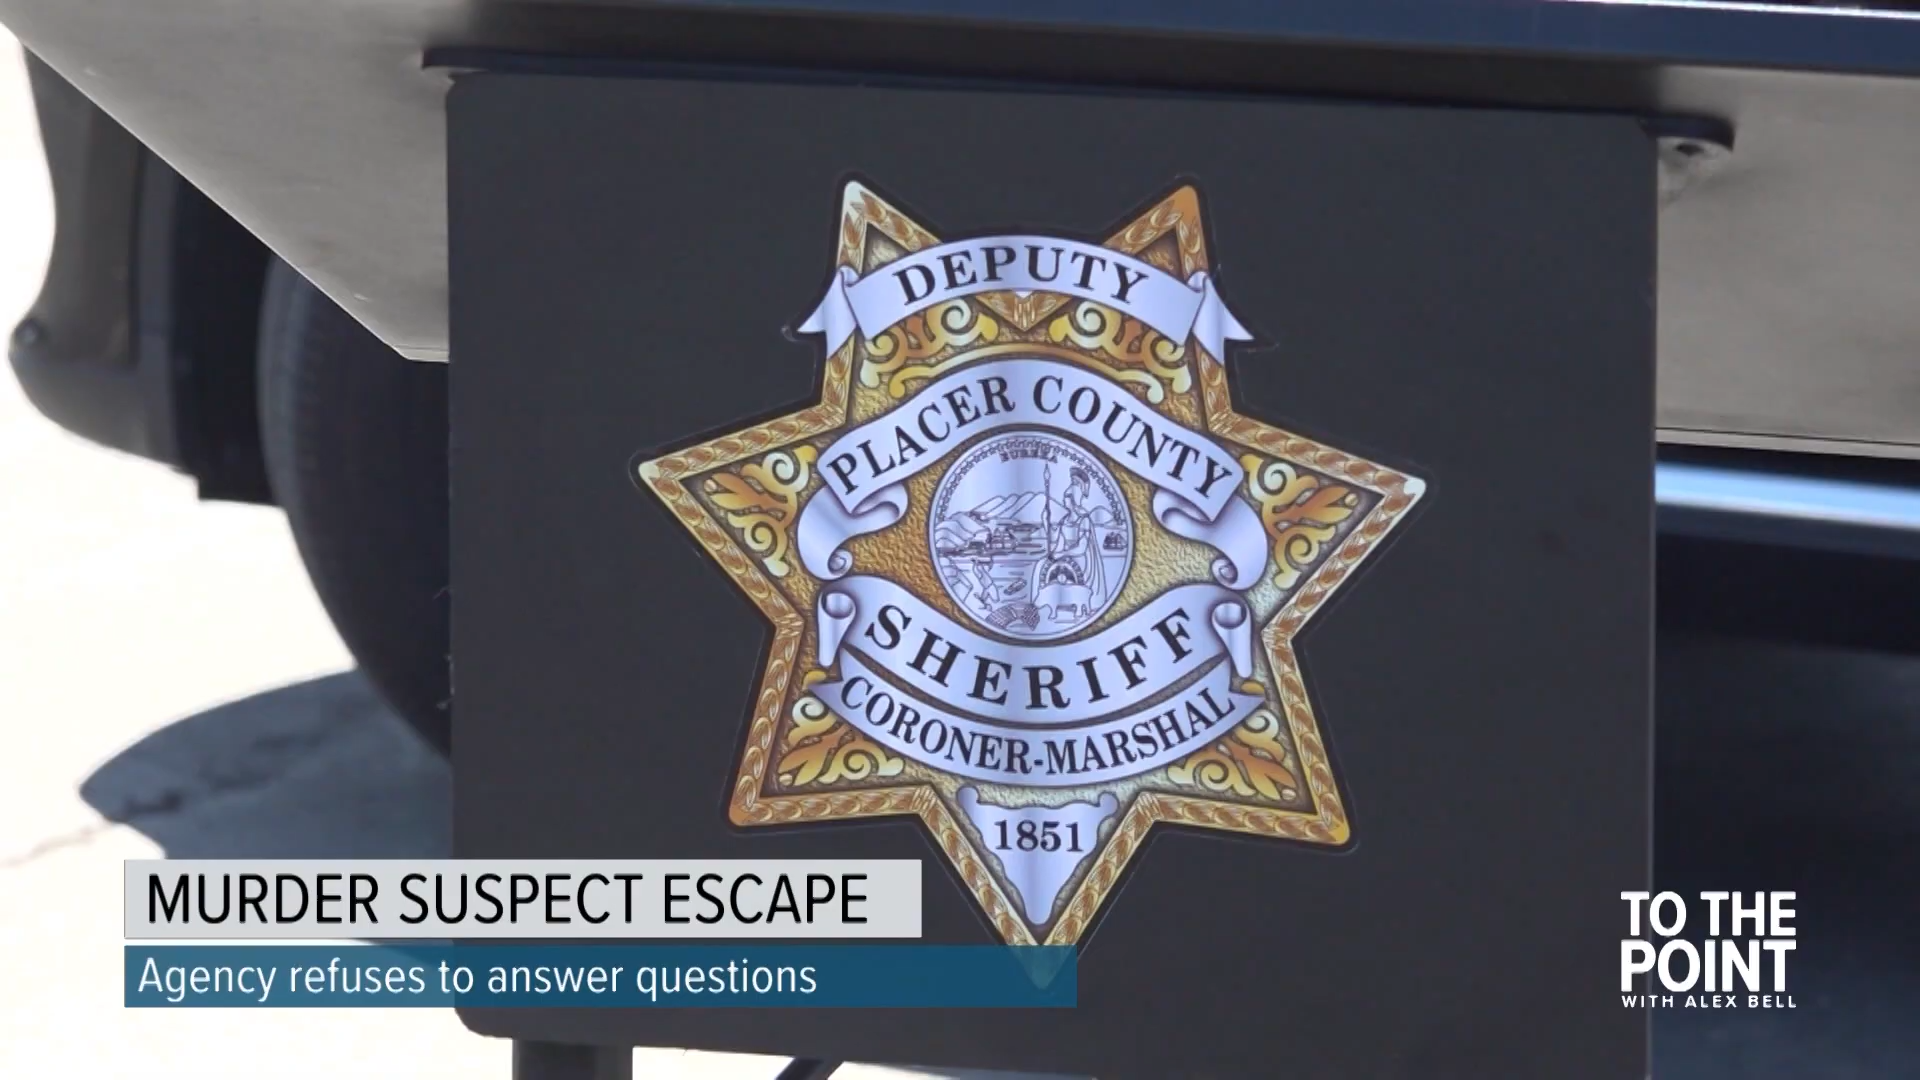 DEPUTY
PLACER COUNTY
EUREKA
SHERIFF
CORONER-MARSHAL
1851
MURDER SUSPECT ESCAPE
Agency refuses to answer questions
TO THE
POINT
WITH ALEX BELL